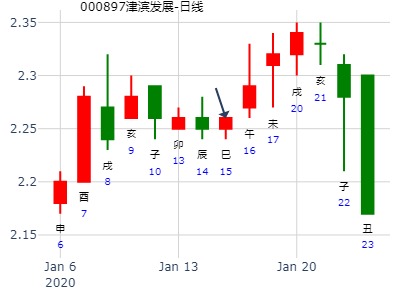 000897津滨发展-日线
2.35
2.3
2.25
2.2
2.15
申
6
酉
7
戌
8
亥
9
子
10
卯
13
辰
14
巳
15
午
16
未
17
戌
20
亥
21
子
22
丑
23
Jan 6
2020
Jan 13
Jan 20